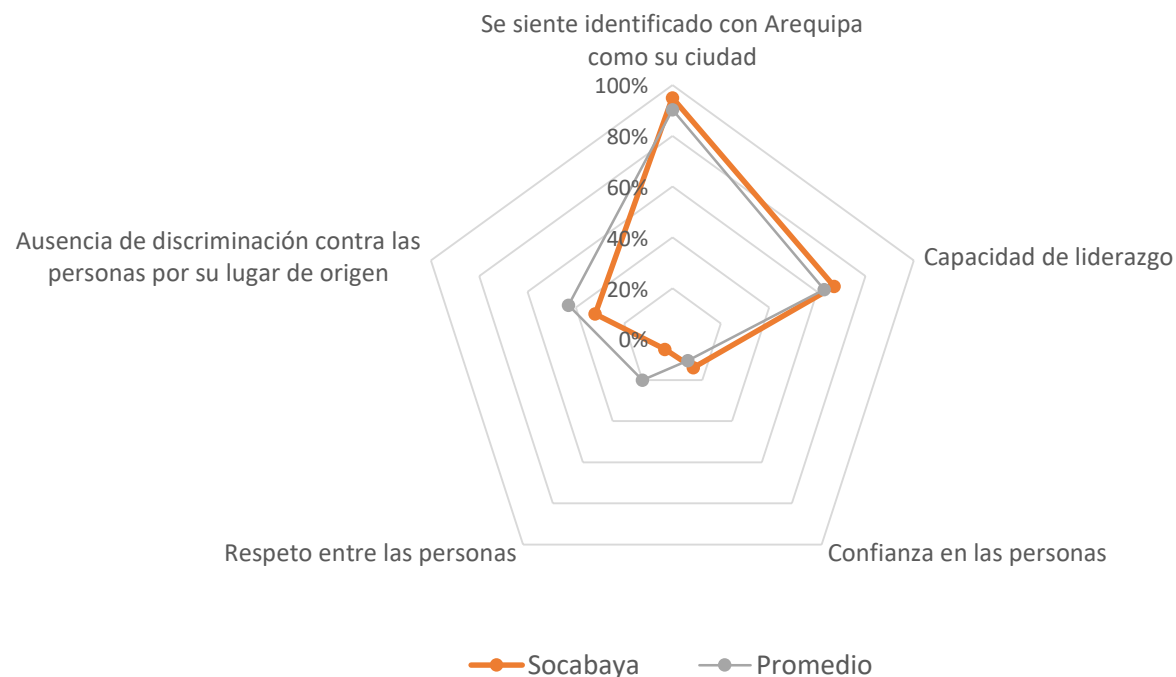 Se siente identificado con Arequipa
como su ciudad
100%
80%
60%
40%
20%
0%
Capacidad de liderazgo
Confianza en las personas
Respeto entre las personas
Ausencia de discriminación contra las
personas por su lugar de origen
Socabaya
Promedio